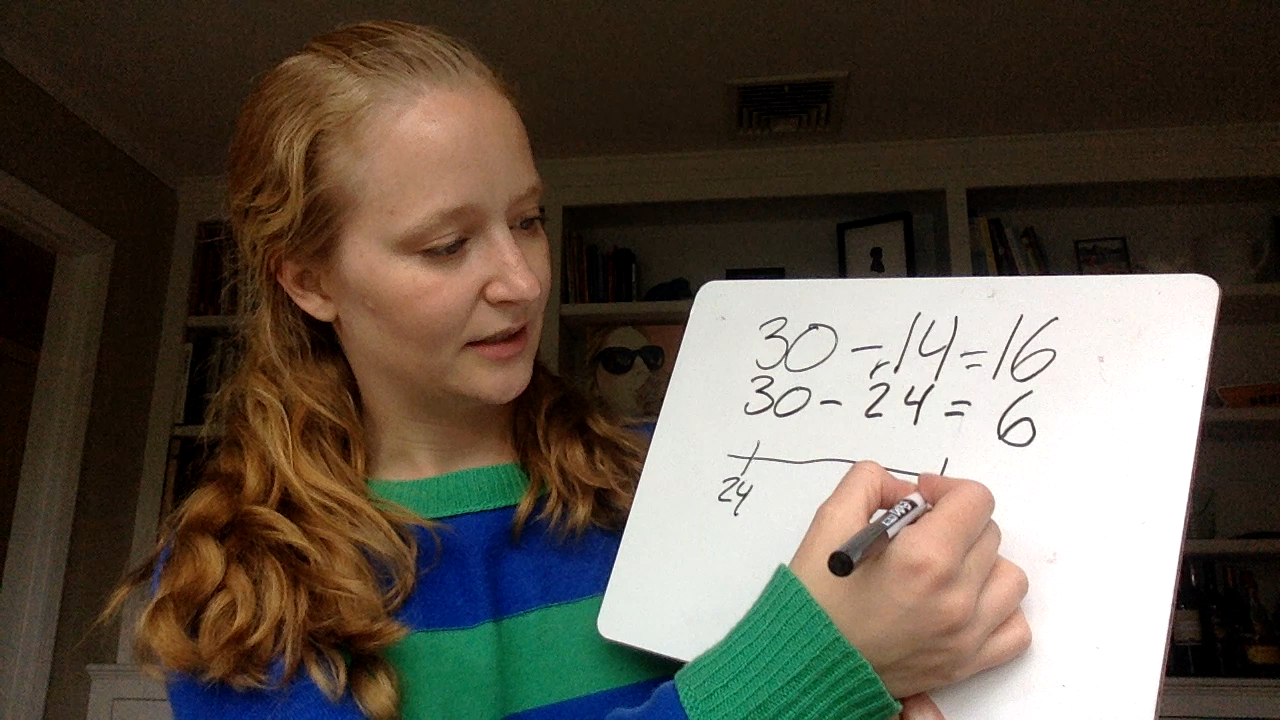 30 - 14 = 16
30 - 24 = 6
24